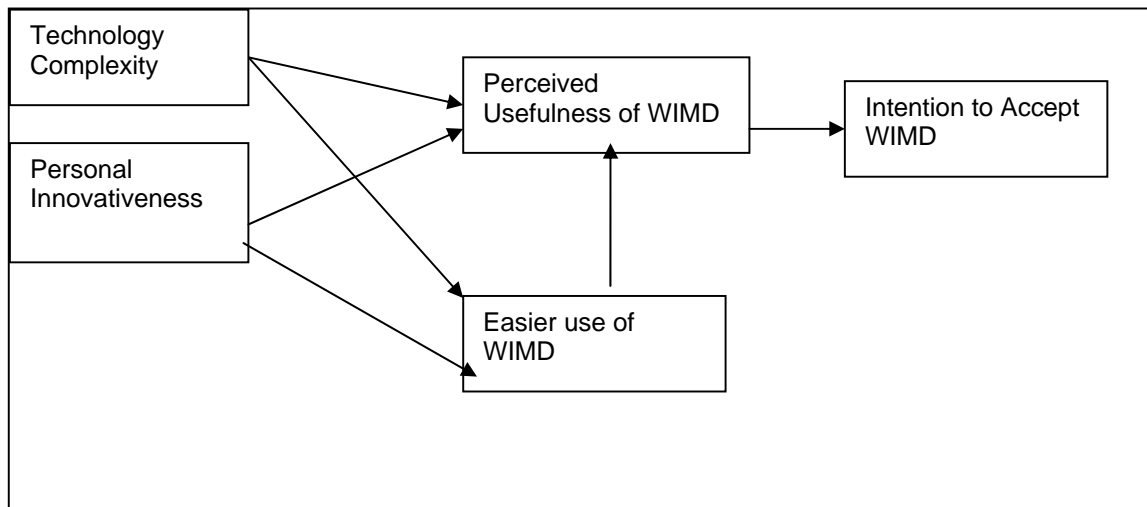 Technology
Complexity
Perceived
Usefulness of WIMD
Intention to Accept
WIMD
Personal
Innovativeness
Easier use of
WIMD